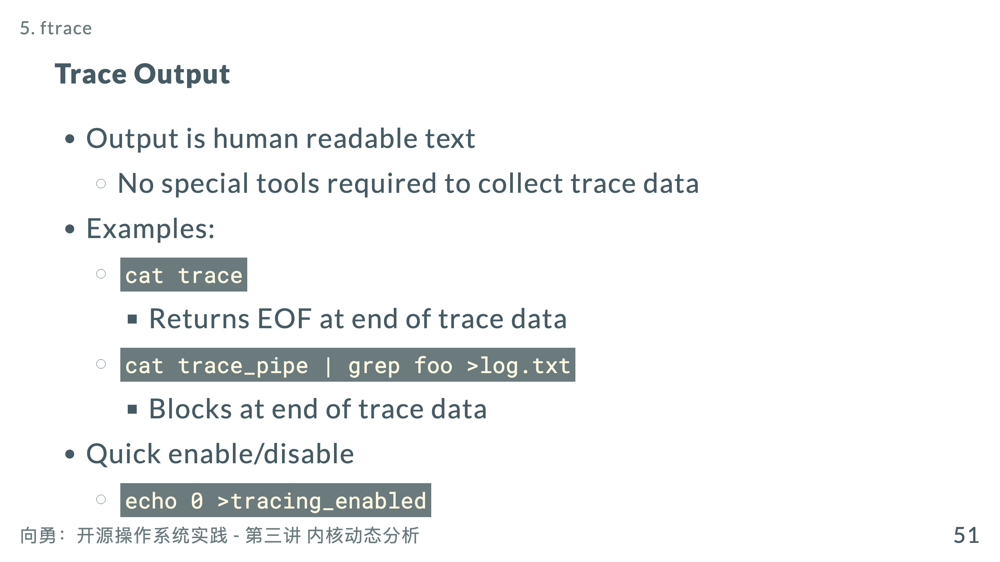 5. ftrace
Trace Output
Output is human readable text
No special tools required to collect trace data
Examples:
cat trace
Returns EOF at end of trace data
cat trace_pipe | grep foo >log.txt
Blocks at end of trace data
Quick enable/disable
echo 0 >tracing_enabled
向勇：开源操作系统实践 - 第三讲 内核动态分析
51